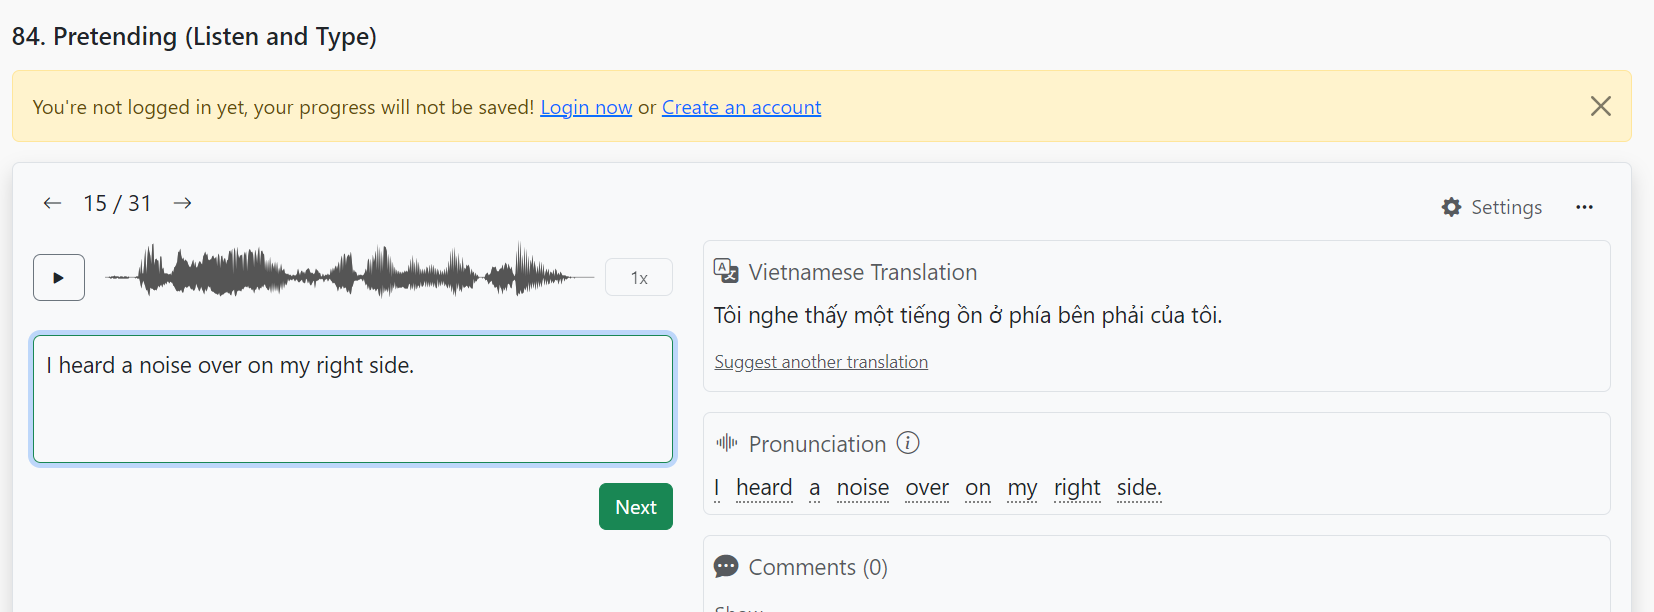 84. Pretending (Listen and Type)
You're not logged in yet, your progress will not be saved! Login now or Create an account
15 / 31
Settings
1x
I heard a noise over on my right side.
Next
Vietnamese Translation
Tôi nghe thấy một tiếng ồn ở phía bên phải của tôi.
Suggest another translation
Pronunciation
I heard a noise over on my right side.
Comments (0)